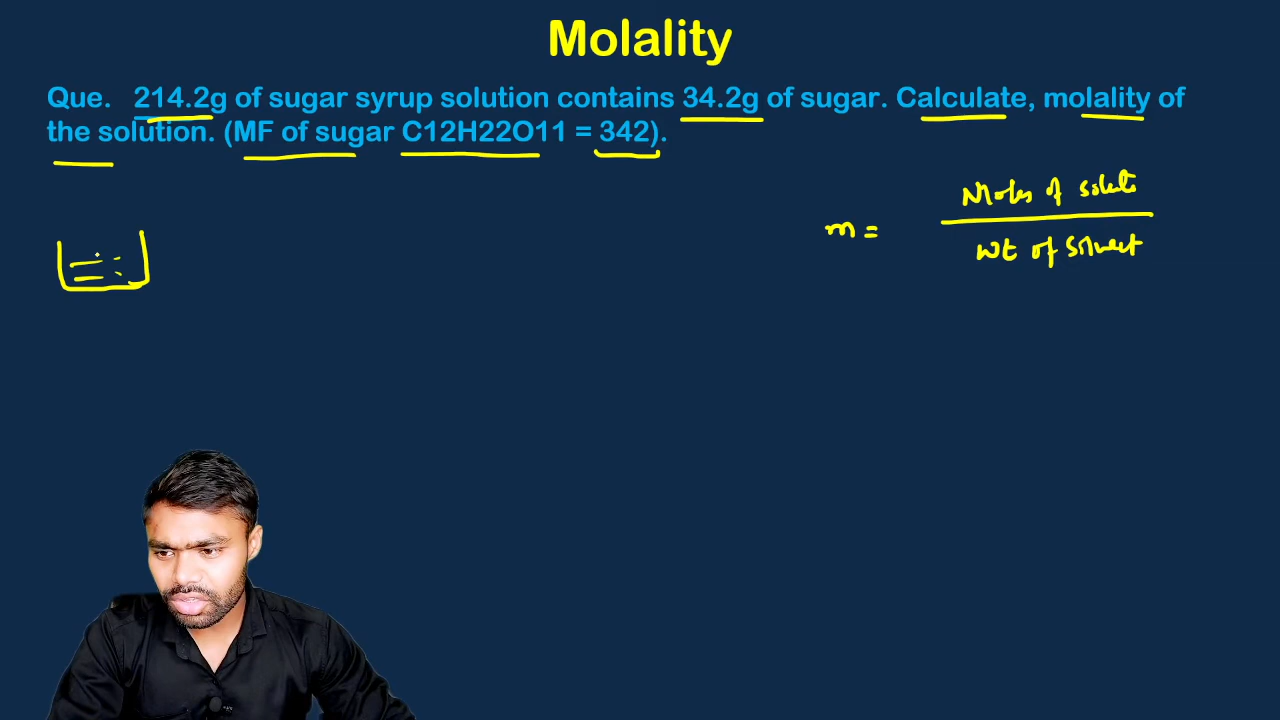 Molality
Que. 214.2g of sugar syrup solution contains 34.2g of sugar. Calculate, molality of
the solution. (MF of sugar C12H22O11 = 342).
m = Moles of solute
wt of Solvent